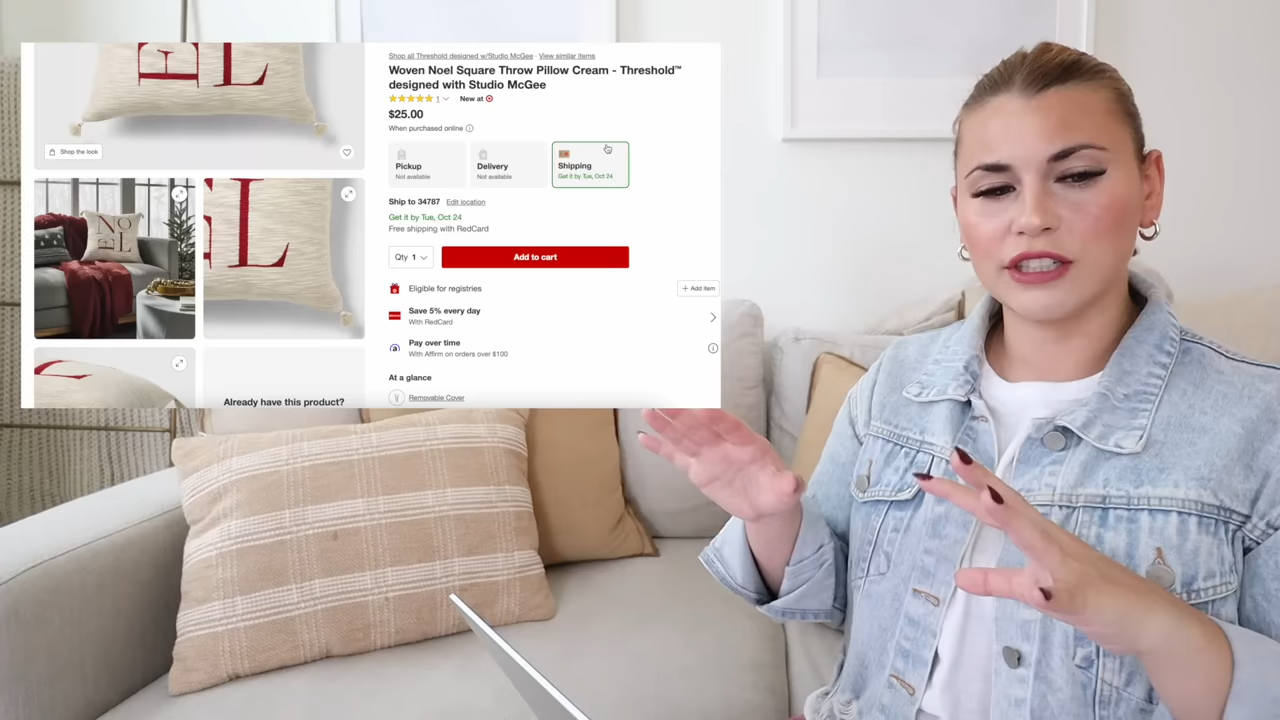 EL
Shop the look
NO
EL
EL
Already have this product?
Shop all Threshold designed w/Studio McGee · View similar items
Woven Noel Square Throw Pillow Cream - Threshold™
designed with Studio McGee
1 New at
$25.00
When purchased online
Pickup
Not available
Delivery
Not available
Shipping
Get it by Tue, Oct 24
Ship to 34787 Edit location
Get it by Tue, Oct 24
Free shipping with RedCard
Qty 1
Add to cart
Eligible for registries
+ Add item
Save 5% every day
With RedCard
Pay over time
With Affirm on orders over $100
At a glance
Removable Cover